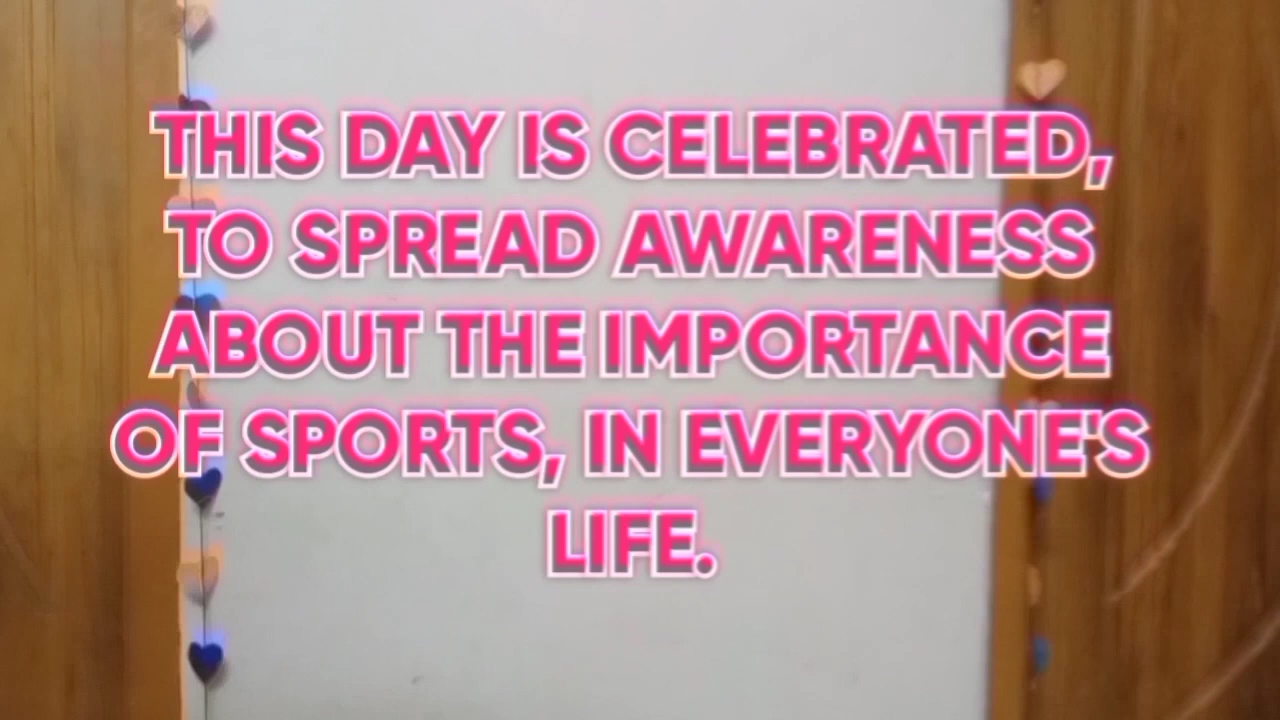 THIS DAY IS CELEBRATED,
TO SPREAD AWARENESS
ABOUT THE IMPORTANCE
OF SPORTS, IN EVERYONE'S
LIFE.